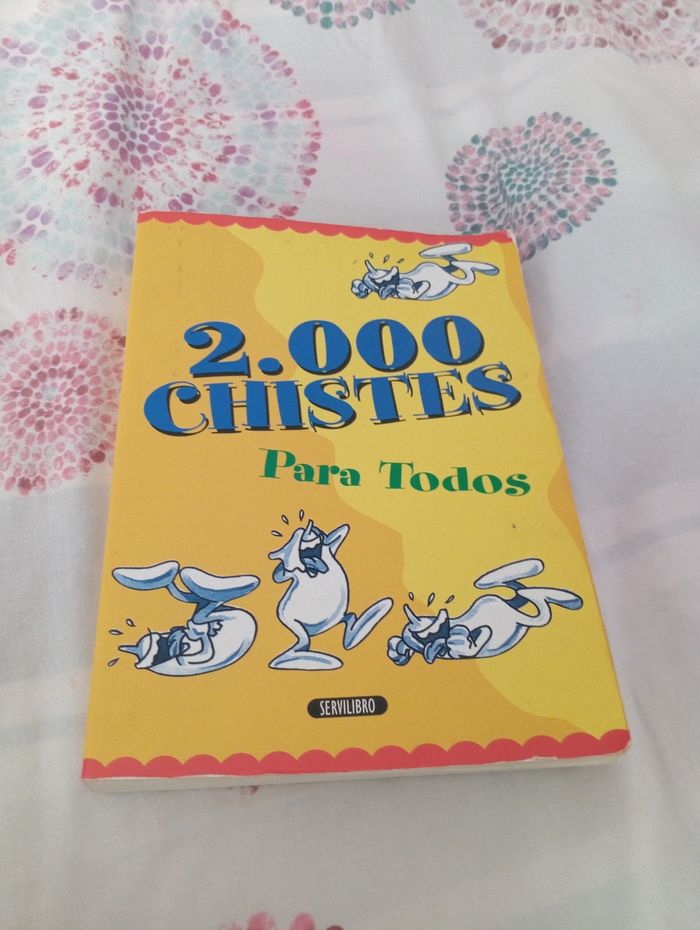 2.000
CHISTES
Para Todos
SERVILIBRO